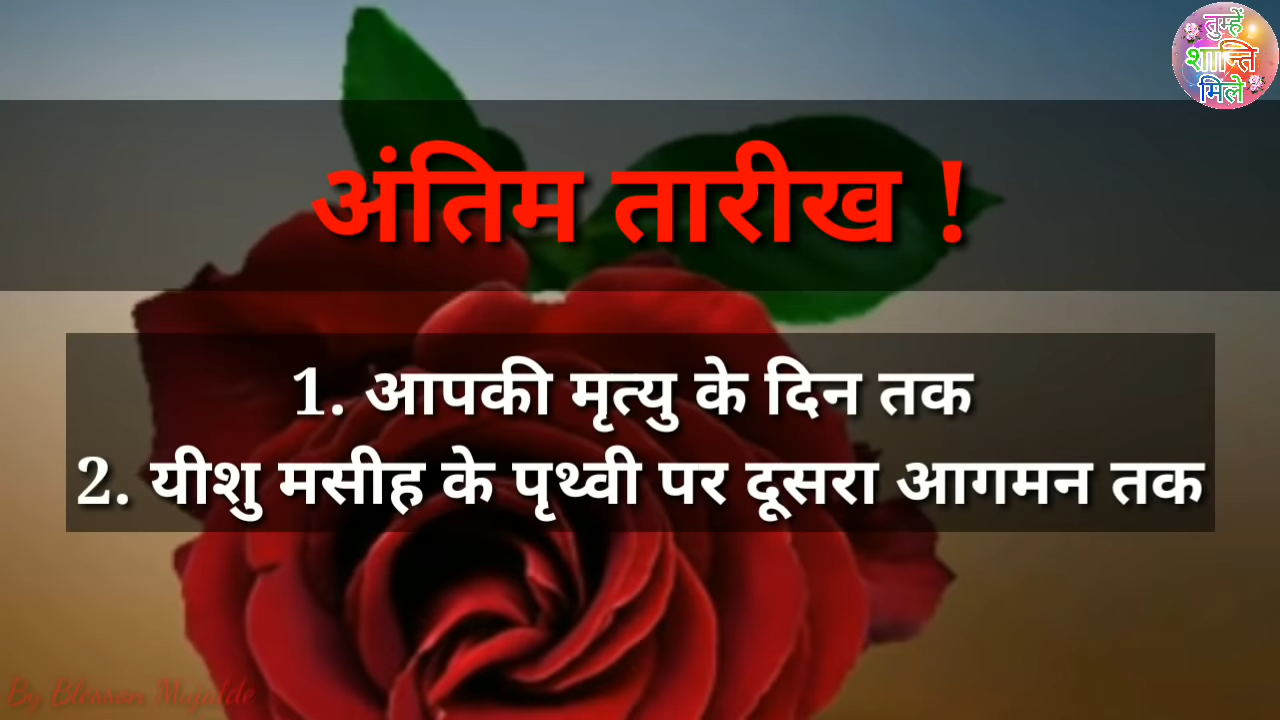 तुम्हें
शान्ति
मिले
अंतिम तारीख !
1. आपकी मृत्यु के दिन तक
2. यीशु मसीह के पृथ्वी पर दूसरा आगमन तक
By Blossom Mujalde